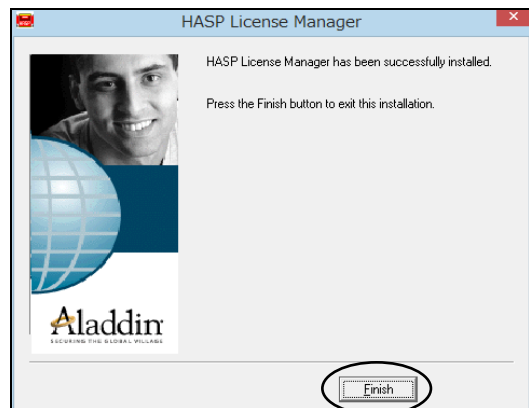 HASP License Manager
HASP License Manager has been successfully installed.
Press the Finish button to exit this installation.
Aladdin
SECURING THE GLOBAL VILLAGE
Finish